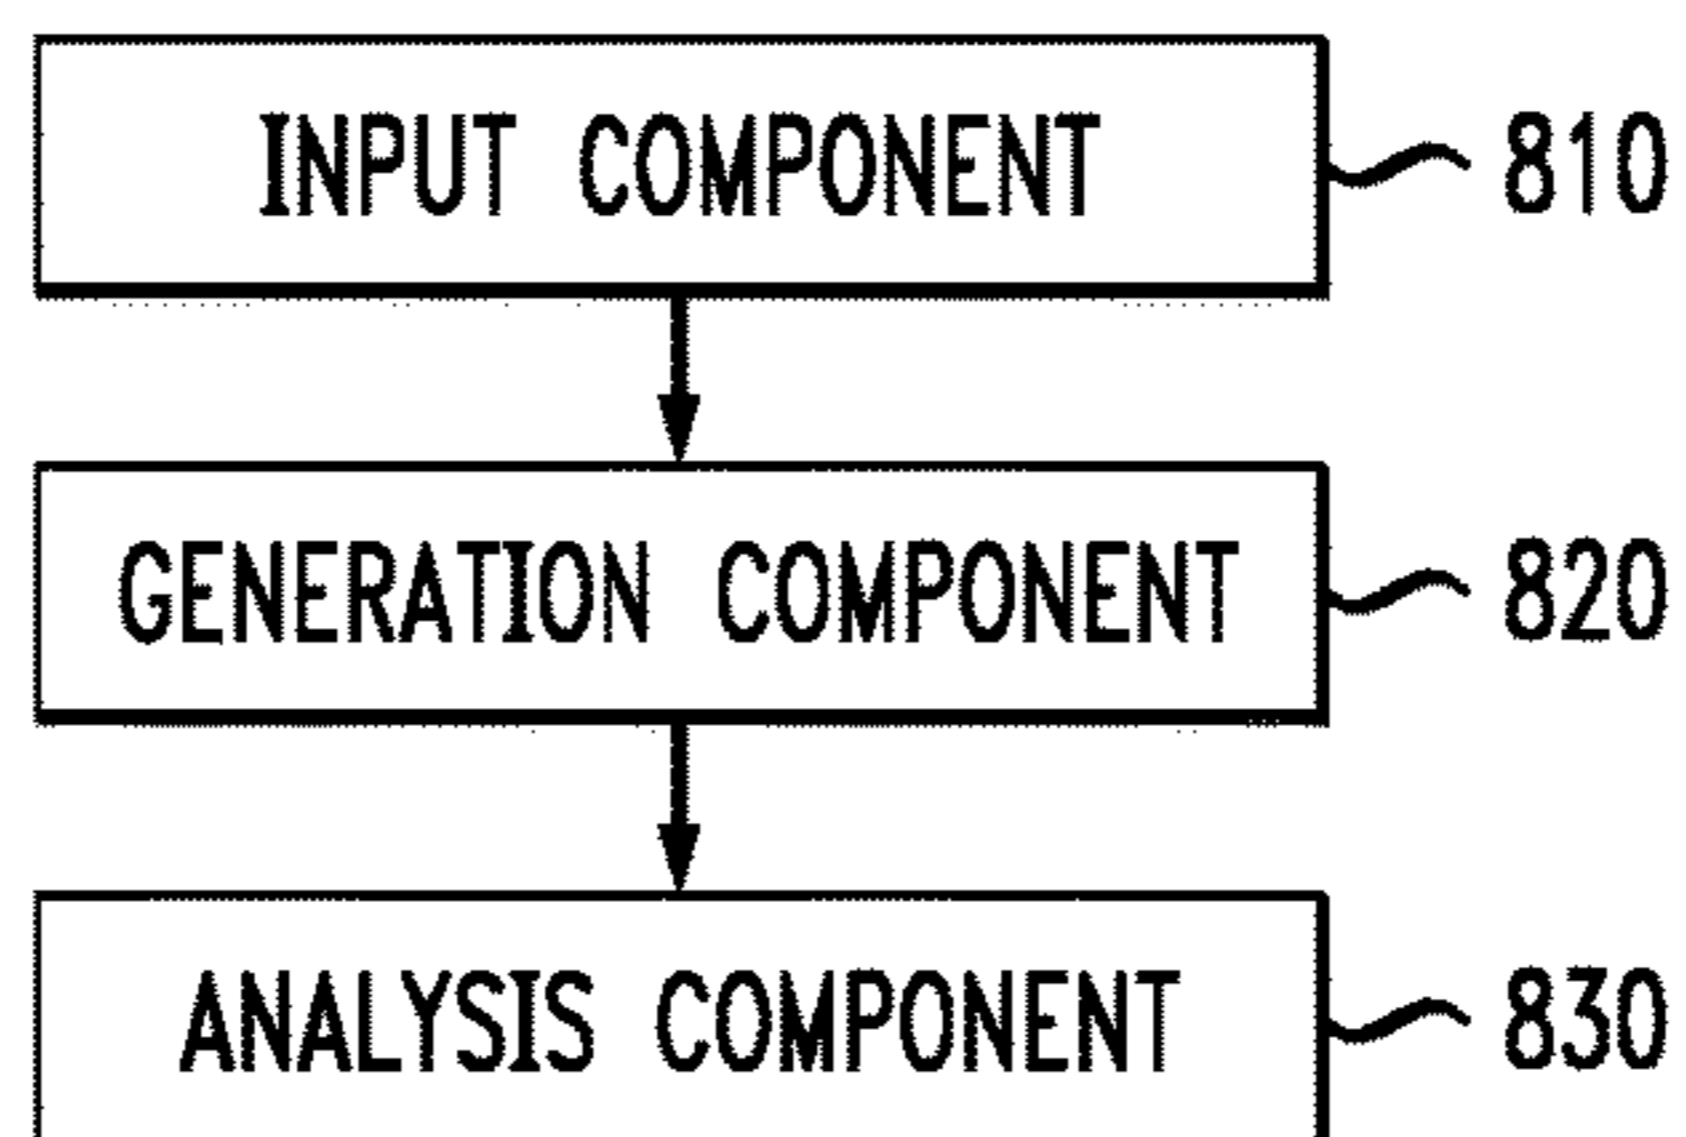 INPUT COMPONENT 810
GENERATION COMPONENT 820
ANALYSIS COMPONENT 830